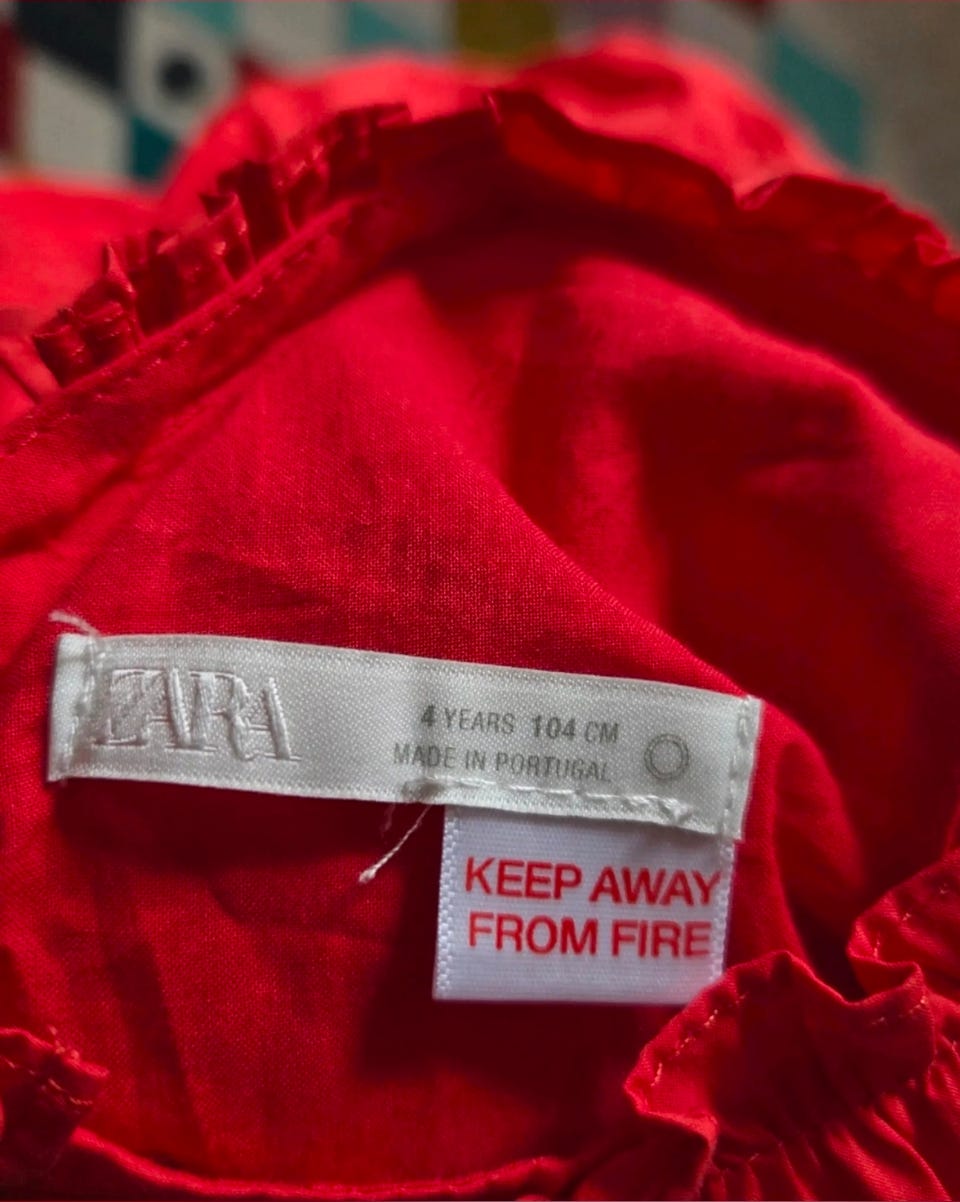 ZARA
4 YEARS 104 CM
MADE IN PORTUGAL
KEEP AWAY
FROM FIRE